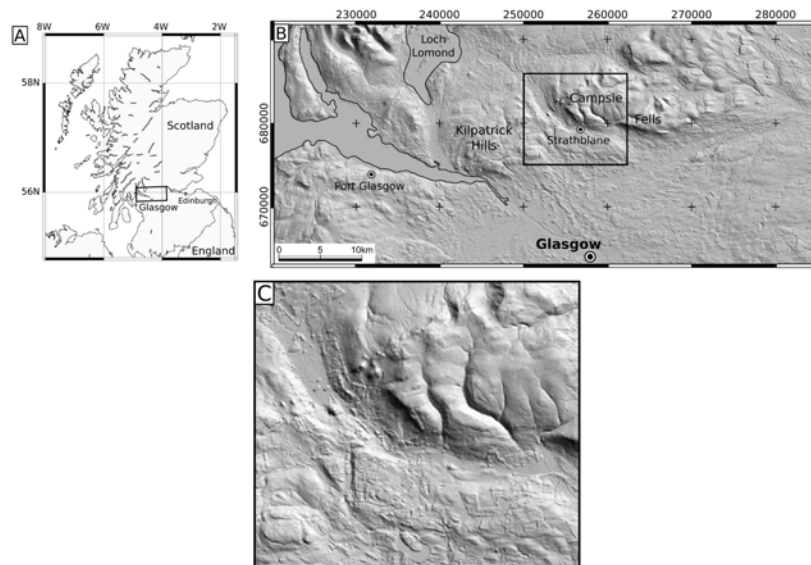 A
8W 6W 4W 2W
58N
Scotland
56N
Glasgow
Edinburgh
England
230000 240000 250000 260000 270000 280000
B
Loch
Lomond
Campsie
Fells
680000
Kilpatrick
Hills
Strathblane
Port Glasgow
670000
Glasgow
0 5 10km
C